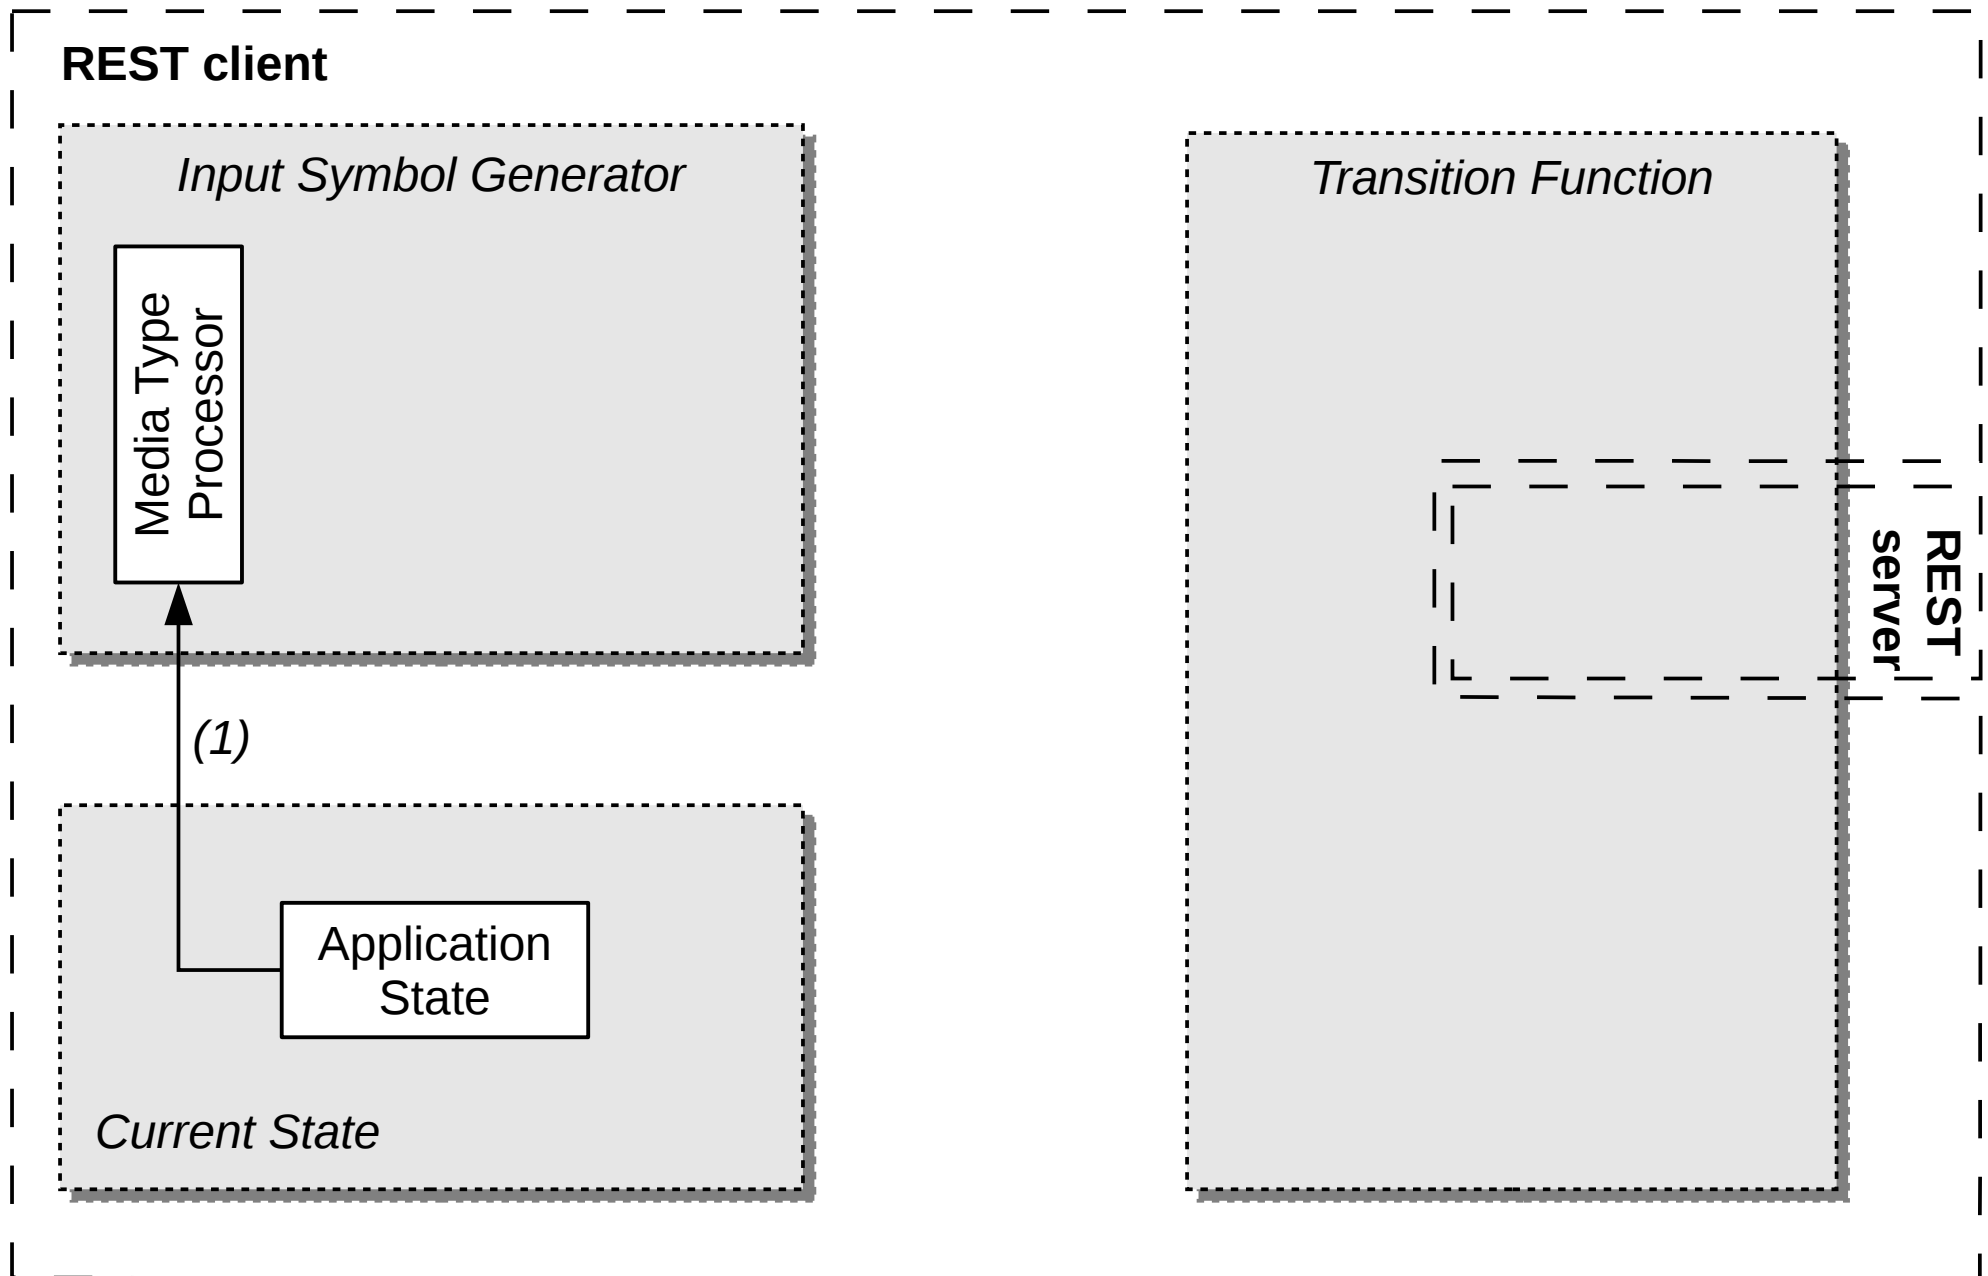 REST client
Input Symbol Generator
Transition Function
Media Type
Processor
REST
server
(1)
Application
State
Current State